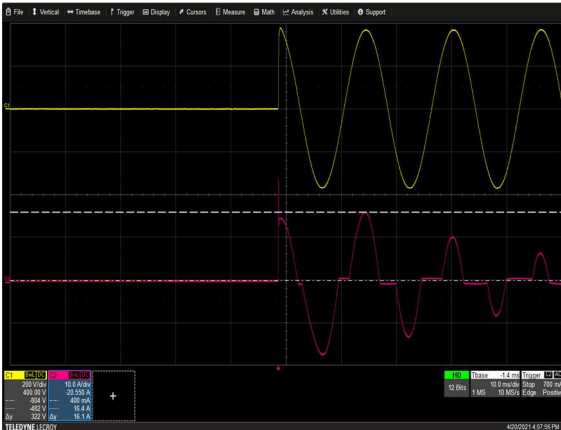 File Vertical Timebase Trigger Display Cursors Measure Math Analysis Utilities Support
C1
C1
200 V/div 10.0 A/div
400.00 V -20.550 A
-804 V 400 mA
-482 V 16.4 A
Δy 322 V Δy 16.1 A
+
HD Tbase -1.4 ms Trigger
12 Bits 10.0 ms/div Stop 700 mA
1 MS 10 MS/s Edge Positive
TELEDYNE LECROY 4/20/2021 4:07:56 PM